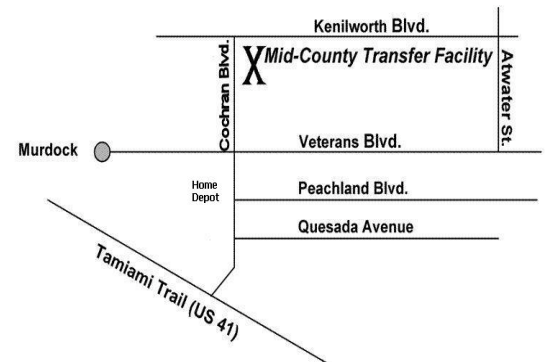 Kenilworth Blvd.
X Mid-County Transfer Facility
Cochran Blvd.
Atwater St.
Veterans Blvd.
Murdock
Home
Depot
Peachland Blvd.
Quesada Avenue
Tamiami Trail (US 41)